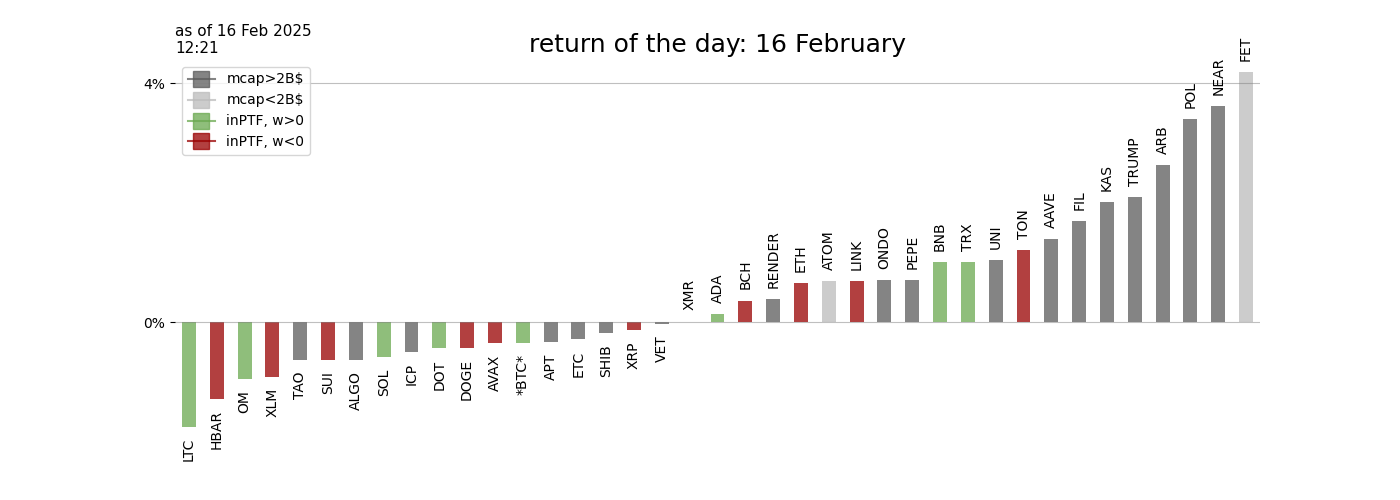 as of 16 Feb 2025
12:21
return of the day: 16 February
mcap>2B$
mcap<2B$
inPTF, w>0
inPTF, w<0
4%
0%
LTC
HBAR
OM
XLM
TAO
SUI
ALGO
SOL
ICP
DOT
DOGE
AVAX
*BTC*
APT
ETC
SHIB
XRP
VET
XMR
ADA
BCH
RENDER
ETH
ATOM
LINK
ONDO
PEPE
BNB
TRX
UNI
TON
AAVE
FIL
KAS
TRUMP
ARB
POL
NEAR
FET